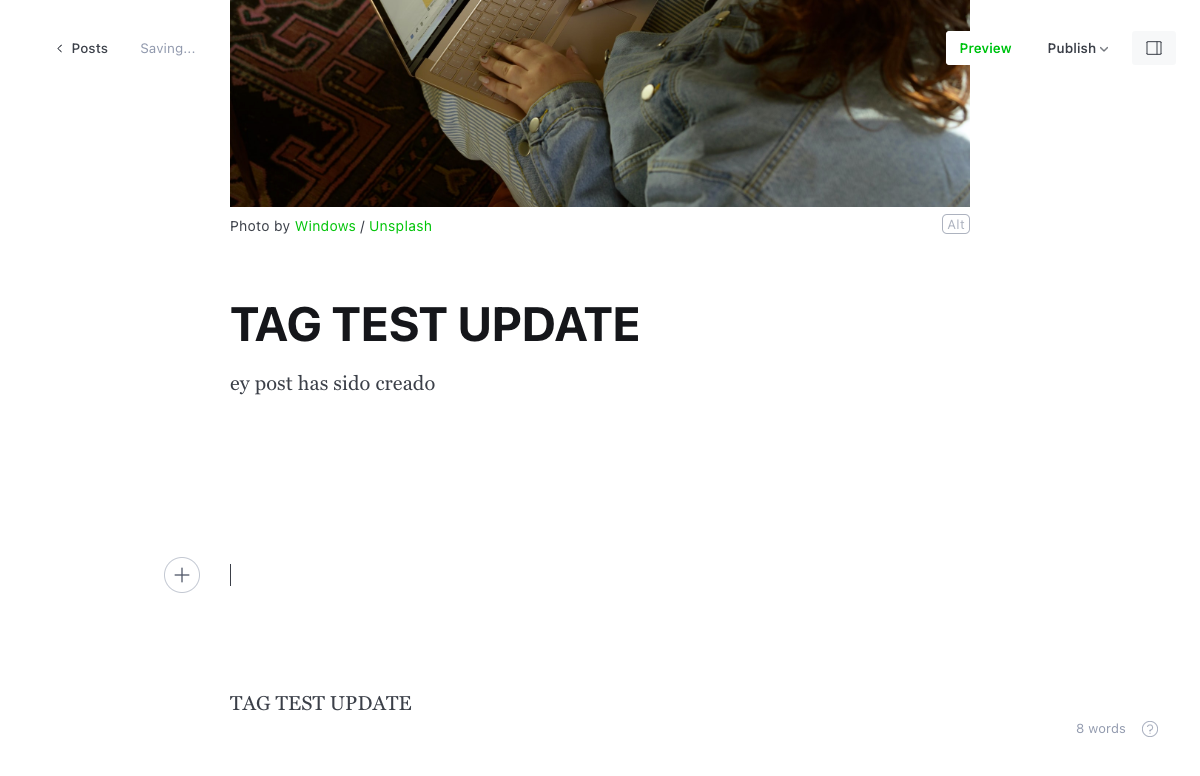 Posts Saving... Preview Publish
Photo by Windows / Unsplash Alt
TAG TEST UPDATE
ey post has sido creado
TAG TEST UPDATE
8 words ?